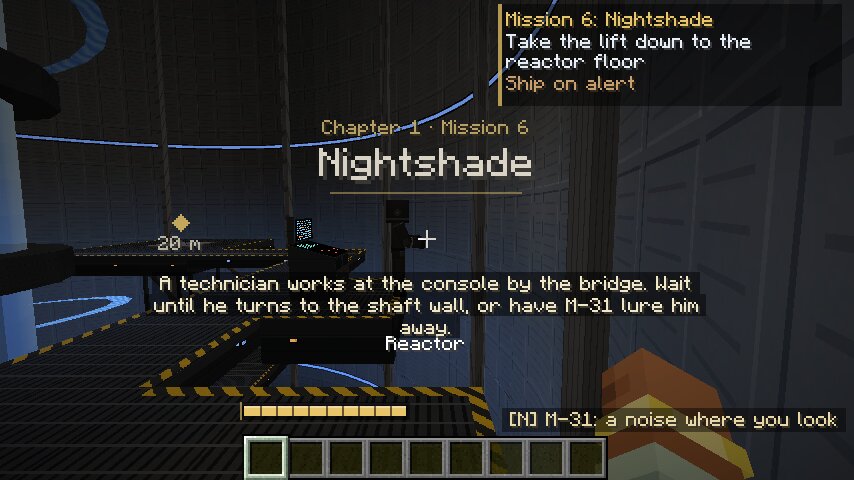 Mission 6: Nightshade
Take the lift down to the
reactor floor
Ship on alert
Chapter 1 · Mission 6
Nightshade
20 m
A technician works at the console by the bridge. Wait
until he turns to the shaft wall, or have M-31 lure him
away.
Reactor
[N] M-31: a noise where you look